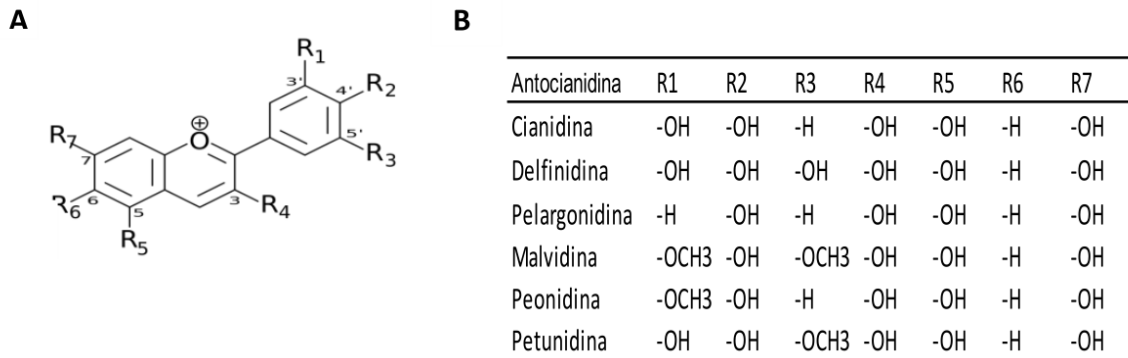 A
B
R1
3'
4'
R2
5'
R3
R7
7
O
⊕
R6
6
5
3
R4
R5
Antocianidina R1 R2 R3 R4 R5 R6 R7
Cianidina -OH -OH -H -OH -OH -H -OH
Delfinidina -OH -OH -OH -OH -OH -H -OH
Pelargonidina -H -OH -H -OH -OH -H -OH
Malvidina -OCH3 -OH -OCH3 -OH -OH -H -OH
Peonidina -OCH3 -OH -H -OH -OH -H -OH
Petunidina -OH -OH -OCH3 -OH -OH -H -OH